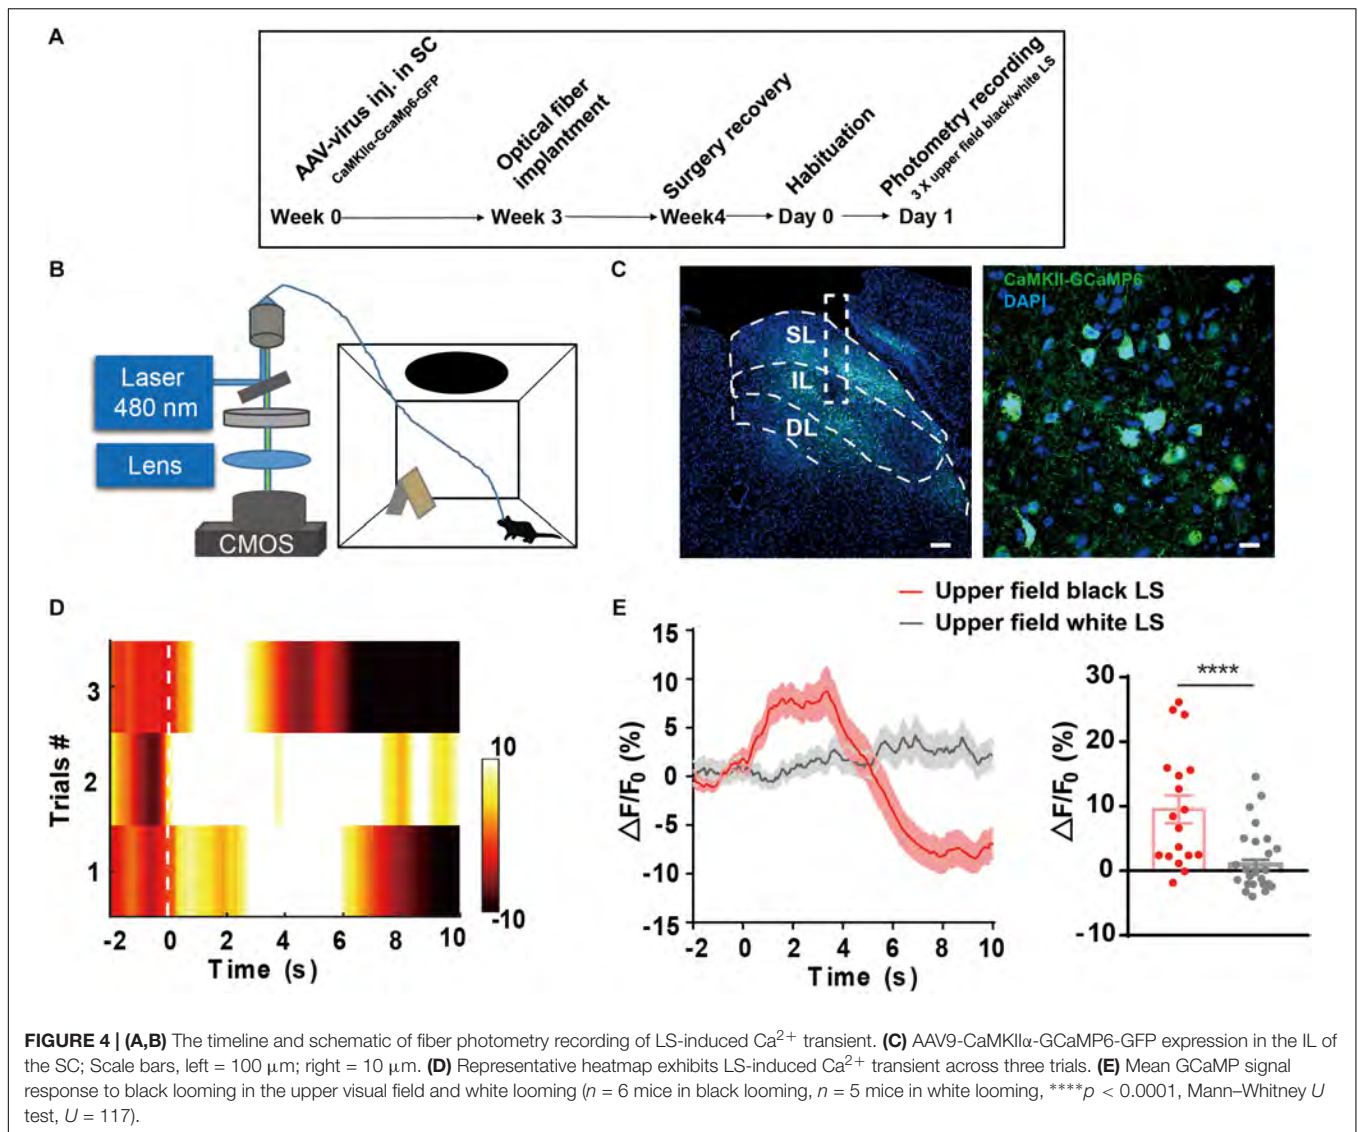 A
AAV-virus inj. in SC
CaMKIIα-GcaMp6-GFP
Optical fiber
implantment
Surgery recovery
Habituation
Photometry recording
3 X upper field black/white LS
Week 0
Week 3
Week4
Day 0
Day 1
B
Laser
480 nm
Lens
CMOS
C
SL
IL
DL
CaMKII-GCaMP6
DAPI
D
Trials #
3
2
1
-2
0
2
4
6
8
10
Time (s)
10
-10
E
Upper field black LS
Upper field white LS
△F/F₀ (%)
15
10
5
0
-5
-10
-15
-2
0
2
4
6
8
10
Time (s)
△F/F₀ (%)
30
20
10
0
-10
****
FIGURE 4 | (A,B) The timeline and schematic of fiber photometry recording of LS-induced Ca²⁺ transient. (C) AAV9-CaMKIIα-GCaMP6-GFP expression in the IL of
the SC; Scale bars, left = 100 μm; right = 10 μm. (D) Representative heatmap exhibits LS-induced Ca²⁺ transient across three trials. (E) Mean GCaMP signal
response to black looming in the upper visual field and white looming (n = 6 mice in black looming, n = 5 mice in white looming, ****p < 0.0001, Mann–Whitney U
test, U = 117).